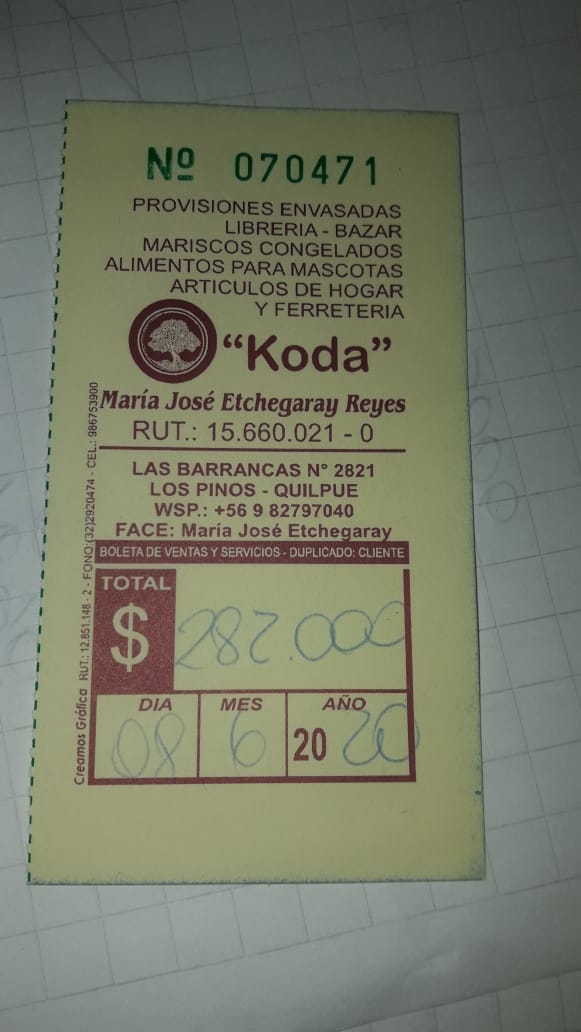 Nº 070471
PROVISIONES ENVASADAS
LIBRERIA - BAZAR
MARISCOS CONGELADOS
ALIMENTOS PARA MASCOTAS
ARTICULOS DE HOGAR
Y FERRETERIA
“Koda”
María José Etchegaray Reyes
RUT.: 15.660.021 - 0
LAS BARRANCAS N° 2821
LOS PINOS - QUILPUE
WSP.: +56 9 82797040
FACE: María José Etchegaray
BOLETA DE VENTAS Y SERVICIOS - DUPLICADO: CLIENTE
TOTAL
$ 282.000
DIA MES AÑO
08 6 20 20
Creamos Gráfica RUT.: 12.851.148 - 2 - FONO:(32)2920474 - CEL.: 986753900